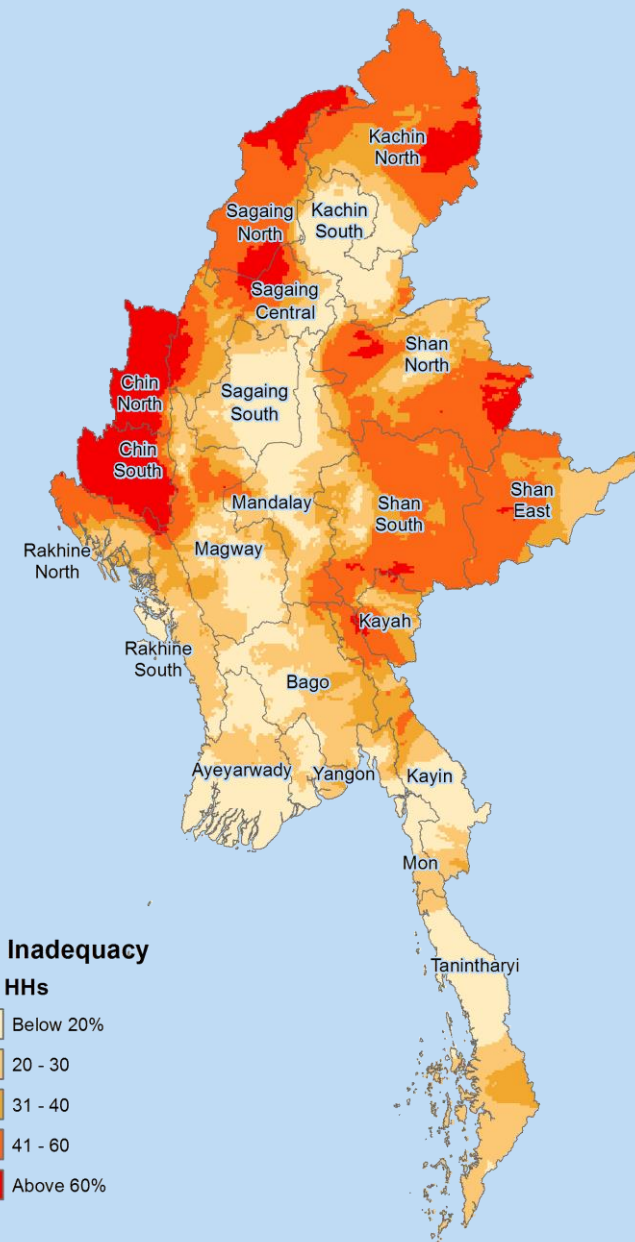 Kachin
North
Sagaing
North
Kachin
South
Sagaing
Central
Shan
North
Chin
North
Sagaing
South
Chin
South
Mandalay
Shan
South
Shan
East
Rakhine
North
Magway
Kayah
Rakhine
South
Bago
Ayeyarwady
Yangon
Kayin
Mon
Tanintharyi
Inadequacy
HHs
Below 20%
20 - 30
31 - 40
41 - 60
Above 60%